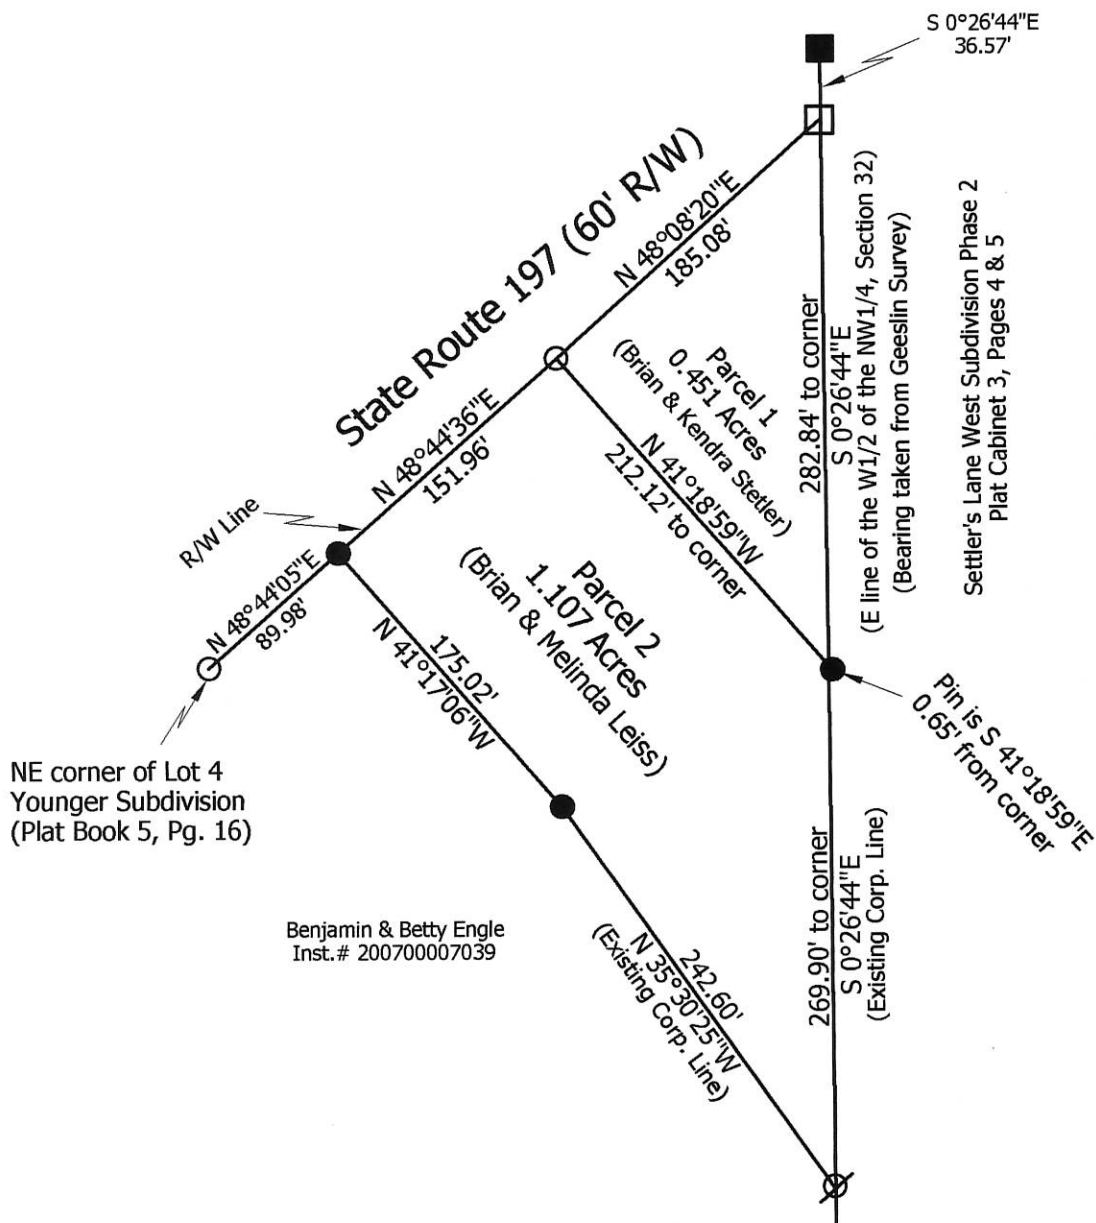 S 0°26'44"E
36.57'
State Route 197 (60' R/W)
N 48°08'20"E
185.08'
282.84' to corner
S 0°26'44"E
(E line of the W1/2 of the NW1/4, Section 32)
(Bearing taken from Geeslin Survey)
Settler's Lane West Subdivision Phase 2
Plat Cabinet 3, Pages 4 & 5
Parcel 1
0.451 Acres
(Brian & Kendra Stetler)
N 41°18'59"W
212.12' to corner
N 48°44'36"E
151.96'
R/W Line
N 48°44'05"E
89.98'
Parcel 2
1.107 Acres
(Brian & Melinda Leiss)
175.02'
N 41°17'06"W
NE corner of Lot 4
Younger Subdivision
(Plat Book 5, Pg. 16)
Pin is S 41°18'59"E
0.65' from corner
Benjamin & Betty Engle
Inst.# 200700007039
242.60'
N 35°30'25"W
(Existing Corp. Line)
269.90' to corner
S 0°26'44"E
(Existing Corp. Line)